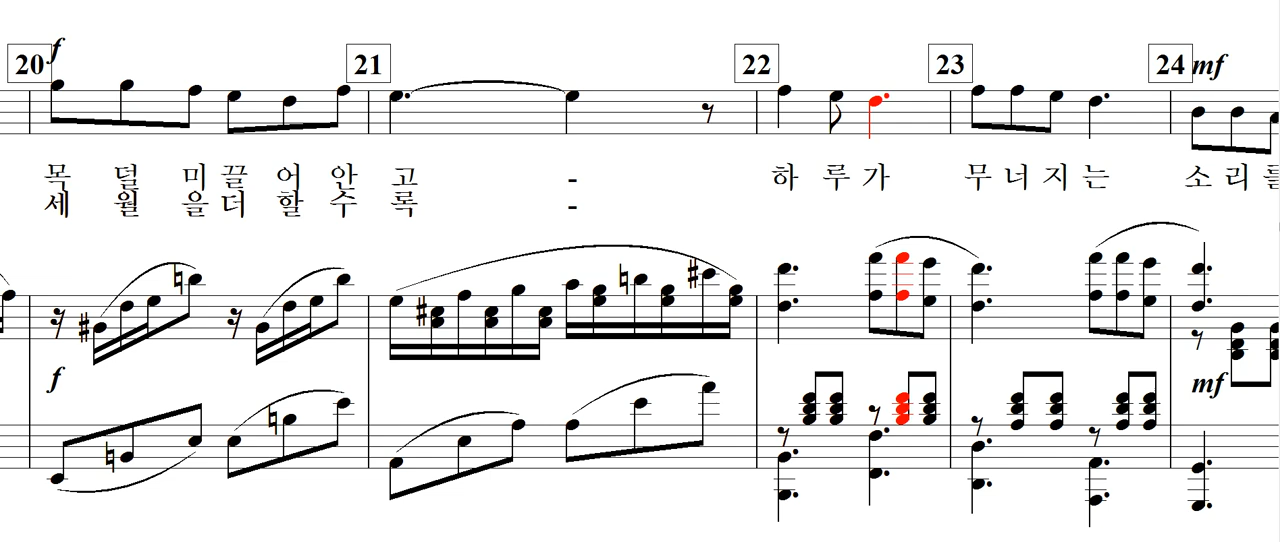 20 21 22 23 24
f mf
목 덜 미 끌 어 안 고 - 하 루 가 무 너 지 는 소 리 를
세 월 을 더 할 수 록 -
f mf